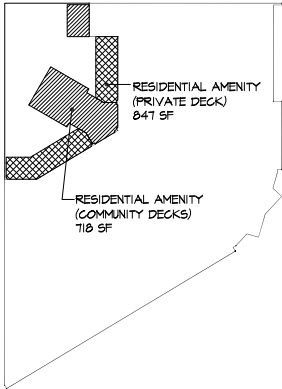 RESIDENTIAL AMENITY
(PRIVATE DECK)
847 SF
RESIDENTIAL AMENITY
(COMMUNITY DECKS)
718 SF